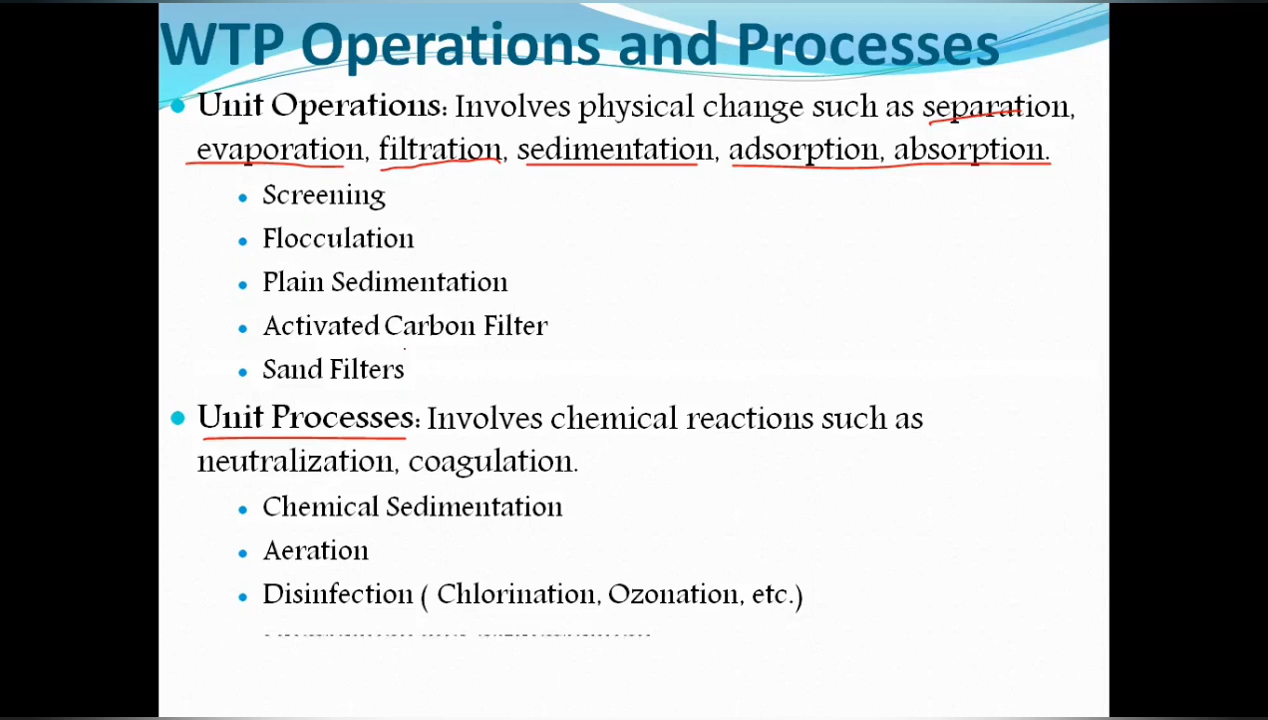 WTP Operations and Processes
Unit Operations: Involves physical change such as separation,
evaporation, filtration, sedimentation, adsorption, absorption.
Screening
Flocculation
Plain Sedimentation
Activated Carbon Filter
Sand Filters
Unit Processes: Involves chemical reactions such as
neutralization, coagulation.
Chemical Sedimentation
Aeration
Disinfection ( Chlorination, Ozonation, etc.)